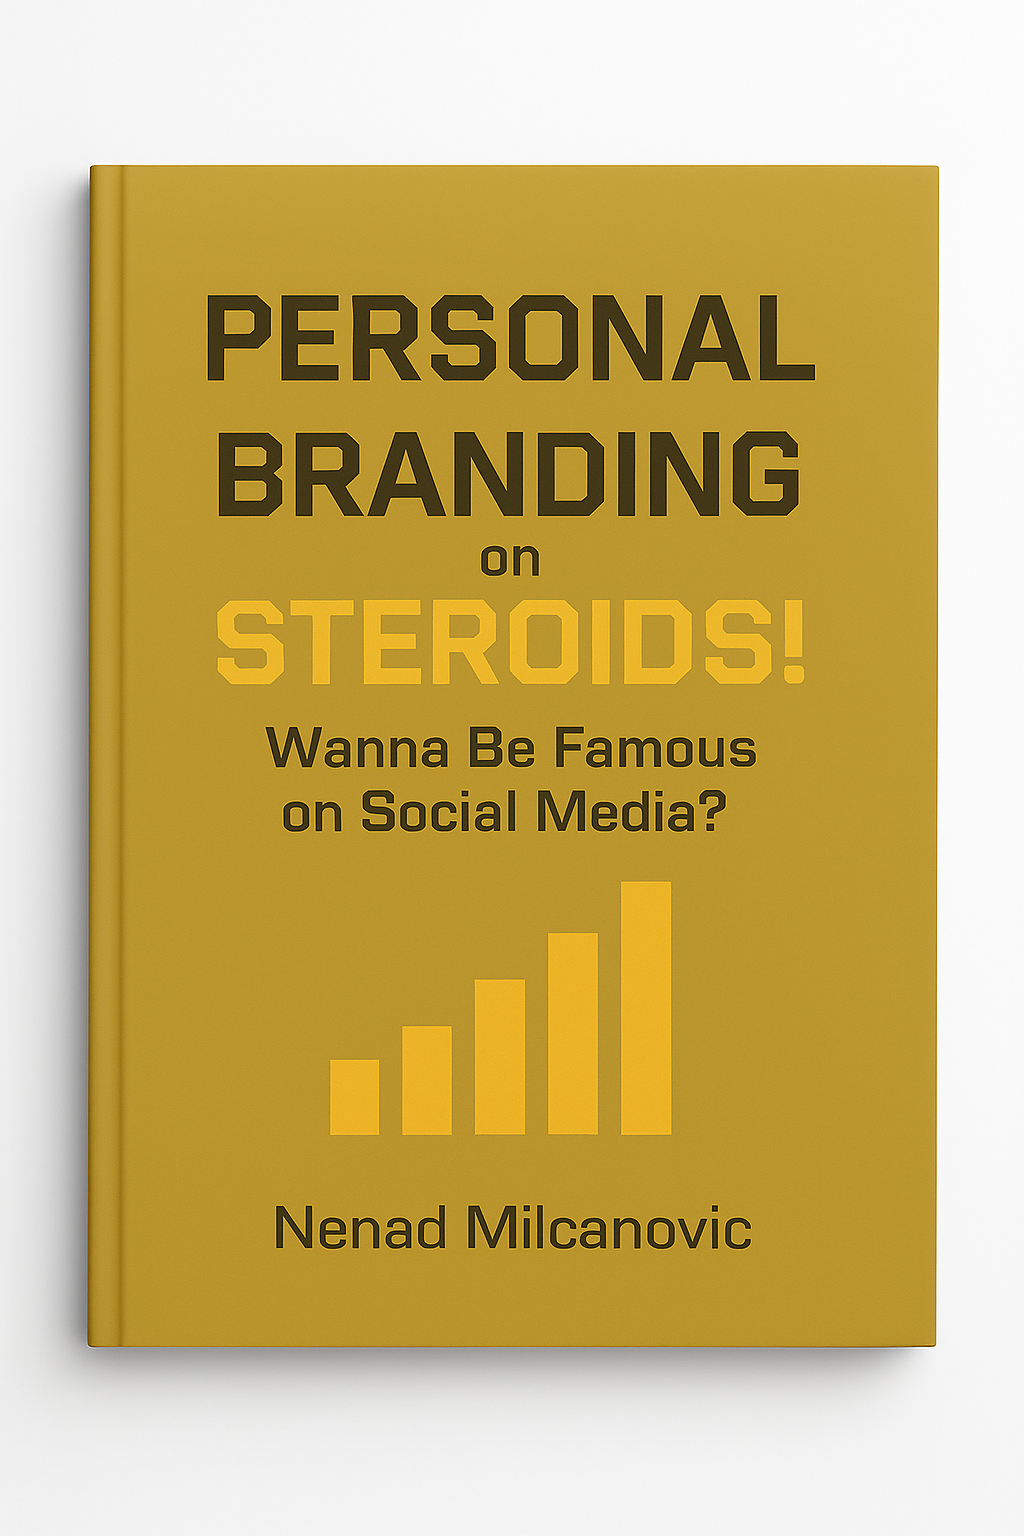 PERSONAL
BRANDING
on
STEROIDS!
Wanna Be Famous
on Social Media?
Nenad Milcanovic